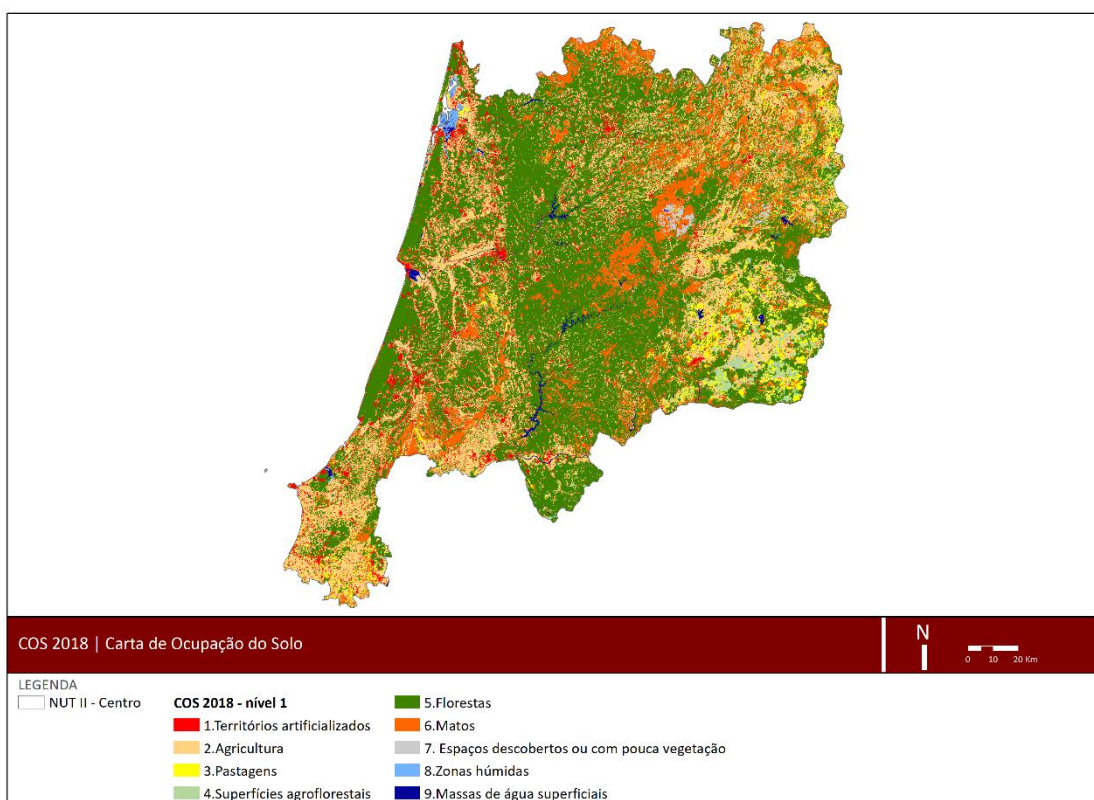 COS 2018 | Carta de Ocupação do Solo
N
0 10 20 Km
LEGENDA
NUT II - Centro
COS 2018 - nível 1
1.Territórios artificializados
2.Agricultura
3.Pastagens
4.Superfícies agroflorestais
5.Florestas
6.Matos
7. Espaços descobertos ou com pouca vegetação
8.Zonas húmidas
9.Massas de água superficiais